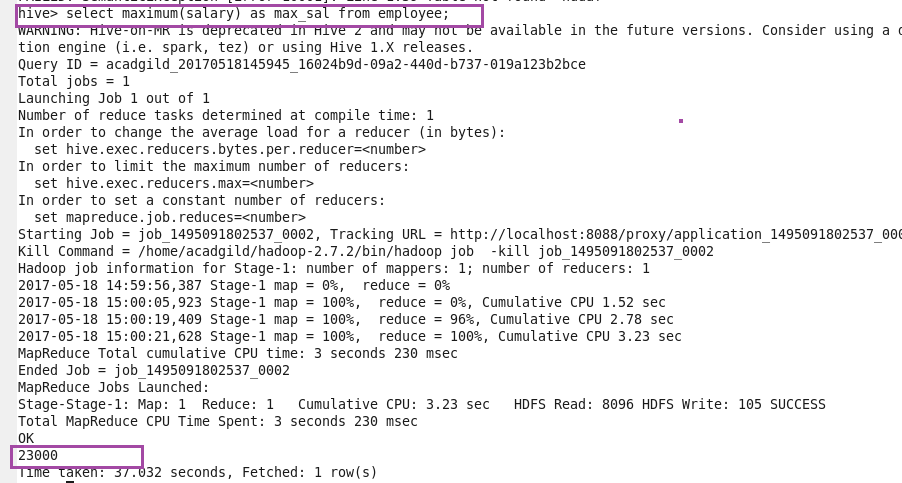 hive> select maximum(salary) as max_sal from employee;
WARNING: Hive-on-MR is deprecated in Hive 2 and may not be available in the future versions. Consider using a d
tion engine (i.e. spark, tez) or using Hive 1.X releases.
Query ID = acadgild_20170518145945_16024b9d-09a2-440d-b737-019a123b2bce
Total jobs = 1
Launching Job 1 out of 1
Number of reduce tasks determined at compile time: 1
In order to change the average load for a reducer (in bytes):
  set hive.exec.reducers.bytes.per.reducer=<number>
In order to limit the maximum number of reducers:
  set hive.exec.reducers.max=<number>
In order to set a constant number of reducers:
  set mapreduce.job.reduces=<number>
Starting Job = job_1495091802537_0002, Tracking URL = http://localhost:8088/proxy/application_1495091802537_000
Kill Command = /home/acadgild/hadoop-2.7.2/bin/hadoop job  -kill job_1495091802537_0002
Hadoop job information for Stage-1: number of mappers: 1; number of reducers: 1
2017-05-18 14:59:56,387 Stage-1 map = 0%,  reduce = 0%
2017-05-18 15:00:05,923 Stage-1 map = 100%,  reduce = 0%, Cumulative CPU 1.52 sec
2017-05-18 15:00:19,409 Stage-1 map = 100%,  reduce = 96%, Cumulative CPU 2.78 sec
2017-05-18 15:00:21,628 Stage-1 map = 100%,  reduce = 100%, Cumulative CPU 3.23 sec
MapReduce Total cumulative CPU time: 3 seconds 230 msec
Ended Job = job_1495091802537_0002
MapReduce Jobs Launched:
Stage-Stage-1: Map: 1  Reduce: 1   Cumulative CPU: 3.23 sec   HDFS Read: 8096 HDFS Write: 105 SUCCESS
Total MapReduce CPU Time Spent: 3 seconds 230 msec
OK
23000
Time taken: 37.032 seconds, Fetched: 1 row(s)